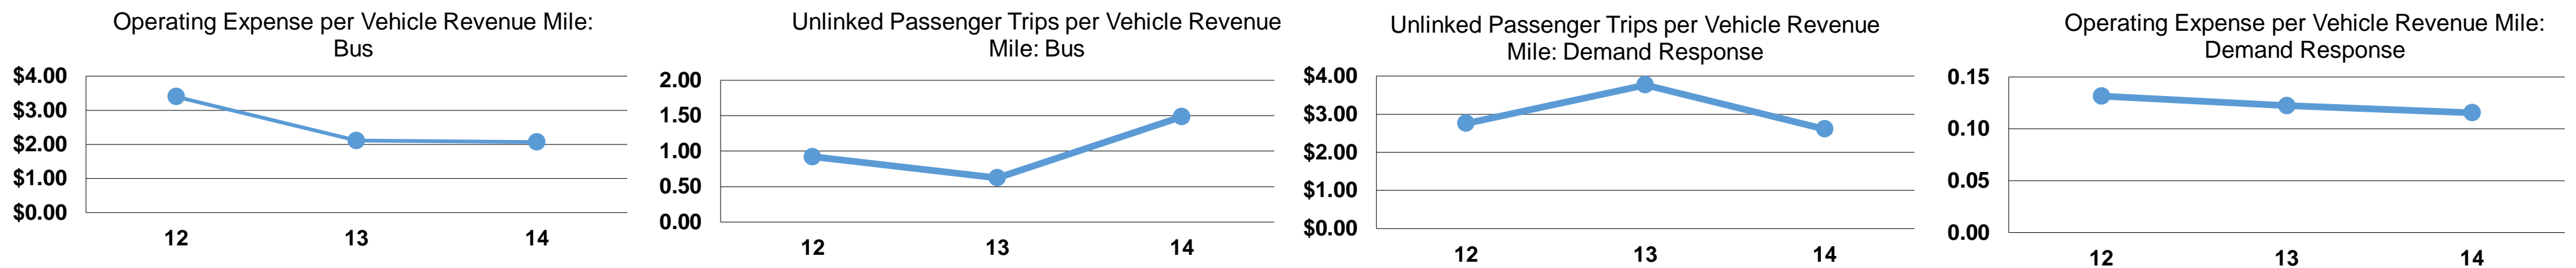 Operating Expense per Vehicle Revenue Mile:
Bus
$4.00
$3.00
$2.00
$1.00
$0.00
12 13 14
Unlinked Passenger Trips per Vehicle Revenue
Mile: Bus
2.00
1.50
1.00
0.50
0.00
12 13 14
Unlinked Passenger Trips per Vehicle Revenue
Mile: Demand Response
$4.00
$3.00
$2.00
$1.00
$0.00
12 13 14
Operating Expense per Vehicle Revenue Mile:
Demand Response
0.15
0.10
0.05
0.00
12 13 14